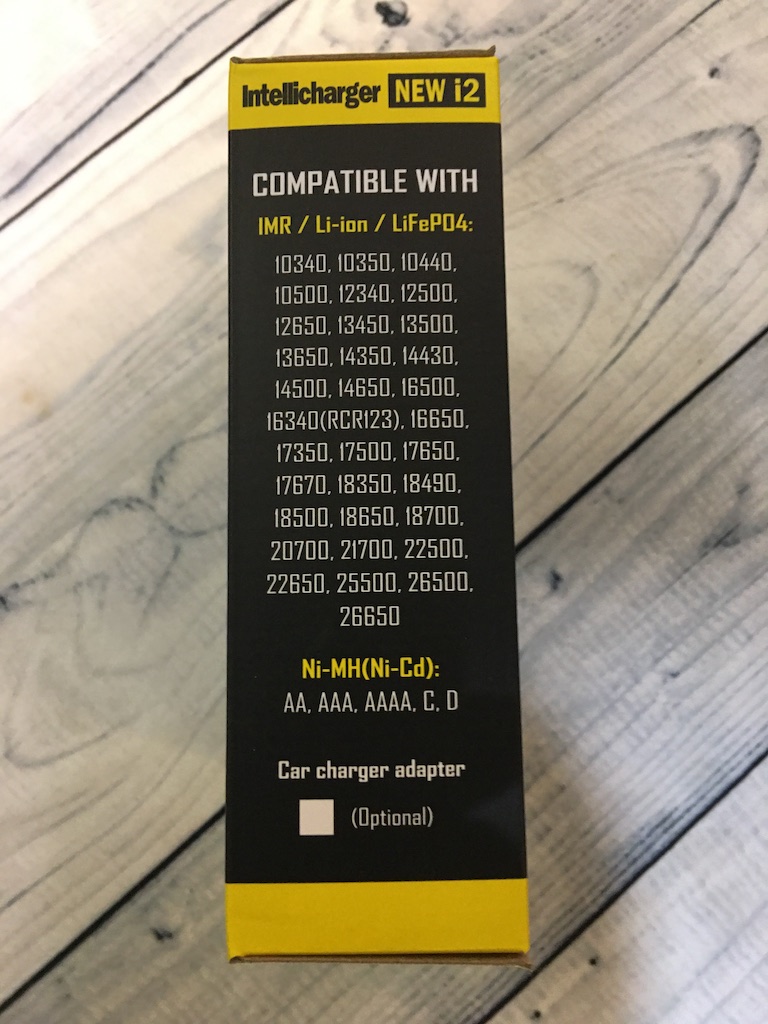 Intellicharger NEW i2
COMPATIBLE WITH
IMR / Li-ion / LiFePO4:
10340, 10350, 10440,
10500, 12340, 12500,
12650, 13450, 13500,
13650, 14350, 14430,
14500, 14650, 16500,
16340(RCR123), 16650,
17350, 17500, 17650,
17670, 18350, 18490,
18500, 18650, 18700,
20700, 21700, 22500,
22650, 25500, 26500,
26650
Ni-MH(Ni-Cd):
AA, AAA, AAAA, C, D
Car charger adapter
(Optional)